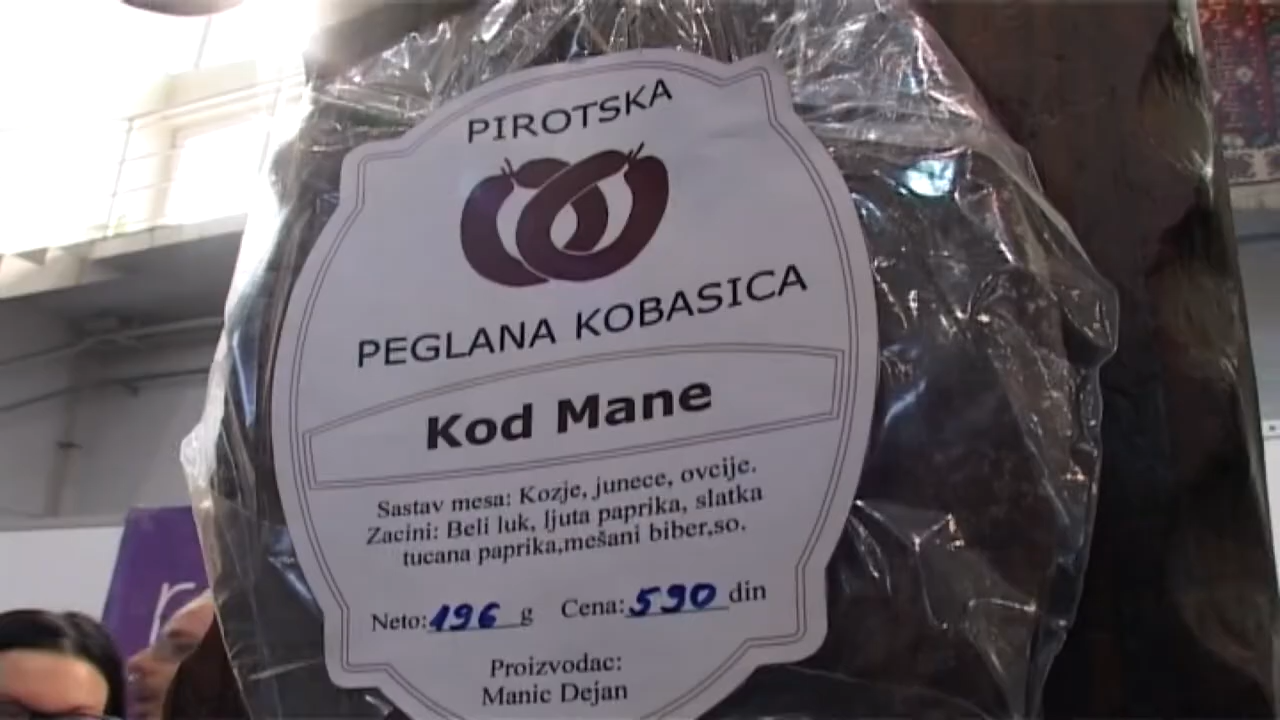 PIROTSKA
PEGLANA KOBASICA
Kod Mane
Sastav mesa: Kozje, junece, ovcije.
Zacini: Beli luk, ljuta paprika, slatka
tucana paprika,mešani biber,so.
Neto: 196 g Cena: 590 din
Proizvodac:
Manic Dejan